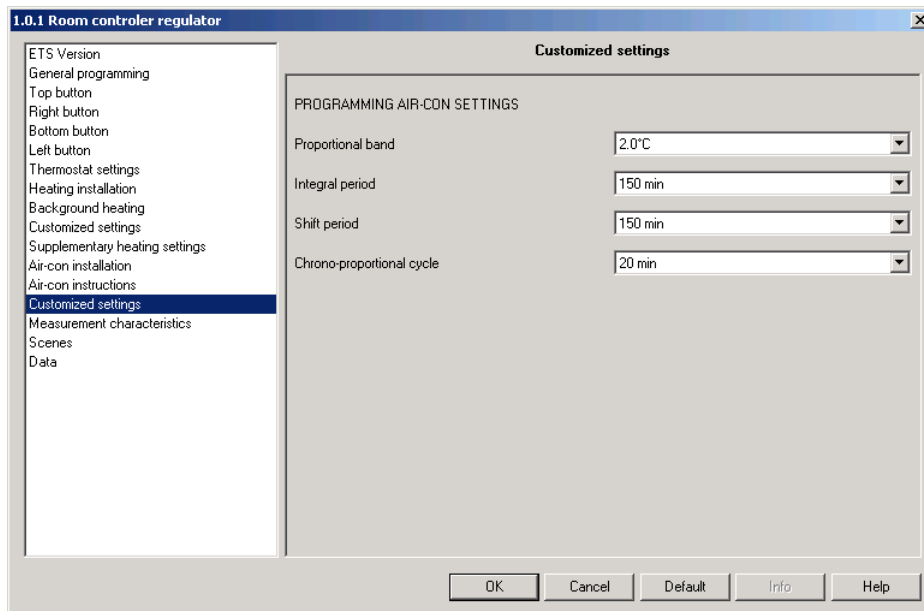 1.0.1 Room controler regulator
ETS Version
General programming
Top button
Right button
Bottom button
Left button
Thermostat settings
Heating installation
Background heating
Customized settings
Supplementary heating settings
Air-con installation
Air-con instructions
Customized settings
Measurement characteristics
Scenes
Data
Customized settings
PROGRAMMING AIR-CON SETTINGS
Proportional band 2.0°C
Integral period 150 min
Shift period 150 min
Chrono-proportional cycle 20 min
OK Cancel Default Info Help